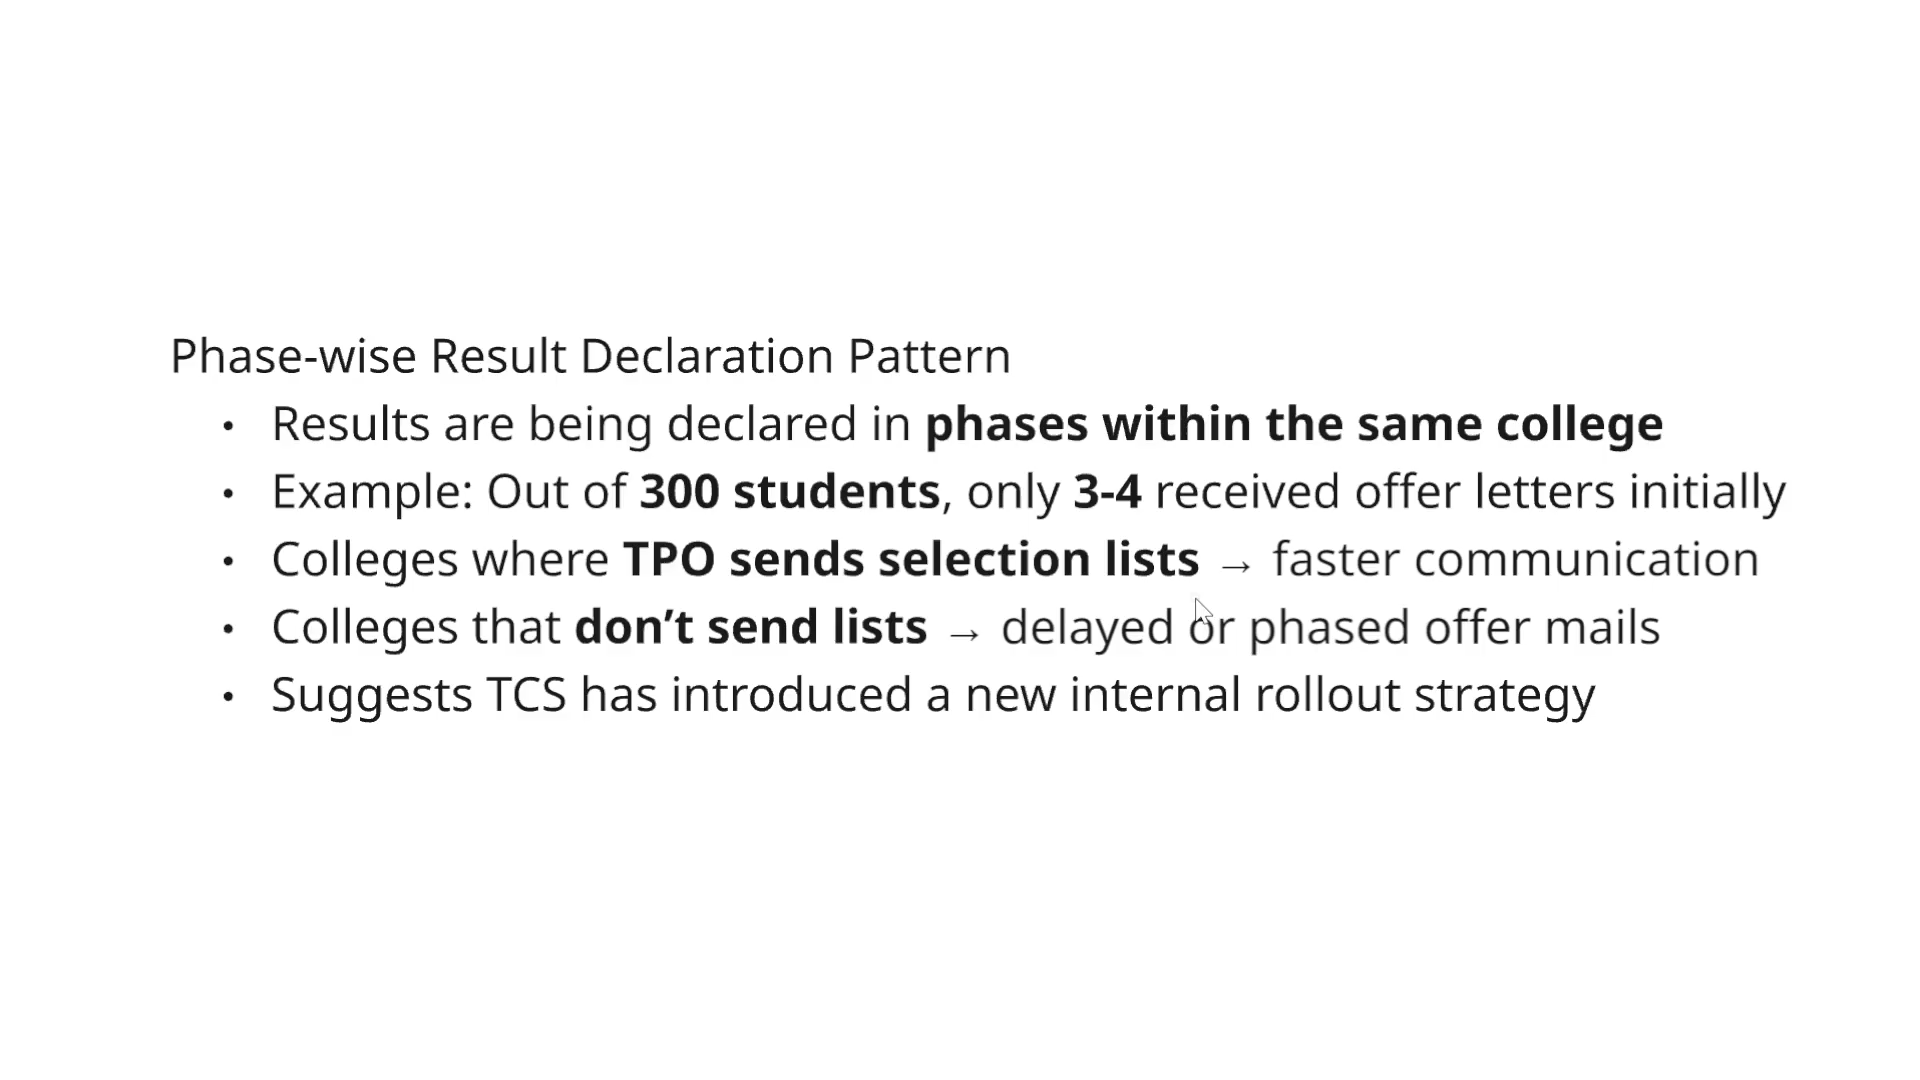 Phase-wise Result Declaration Pattern
• Results are being declared in phases within the same college
• Example: Out of 300 students, only 3-4 received offer letters initially
• Colleges where TPO sends selection lists → faster communication
• Colleges that don’t send lists → delayed or phased offer mails
• Suggests TCS has introduced a new internal rollout strategy